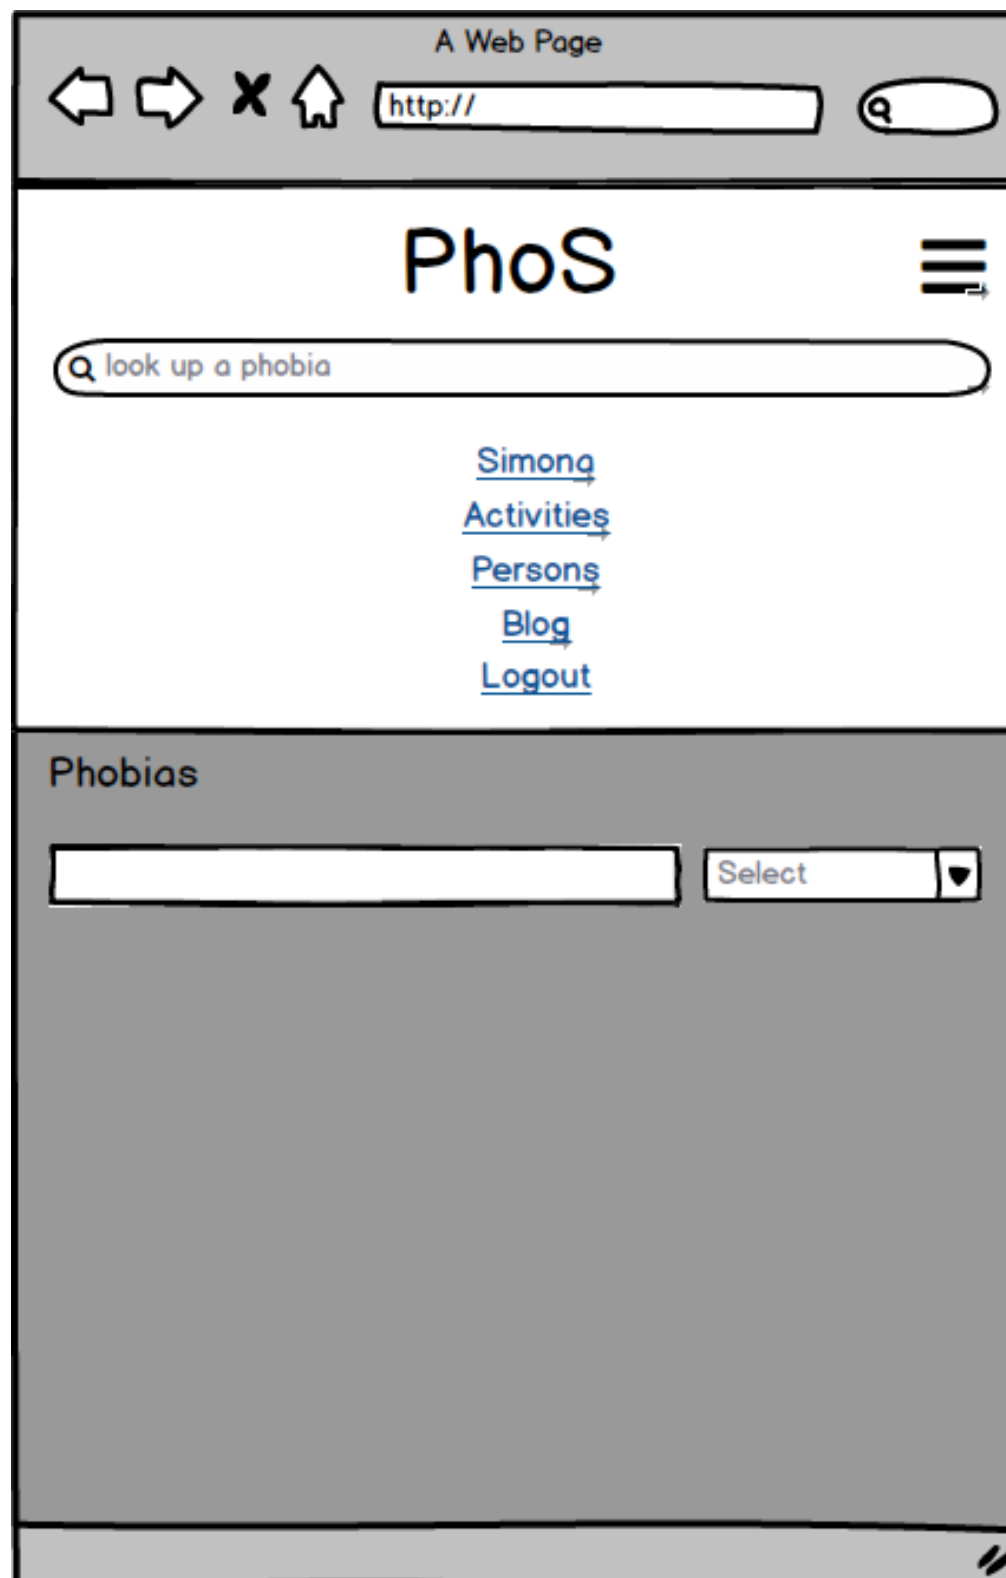 A Web Page
http://
PhoS
look up a phobia
Simona
Activities
Persons
Blog
Logout
Phobias
Select